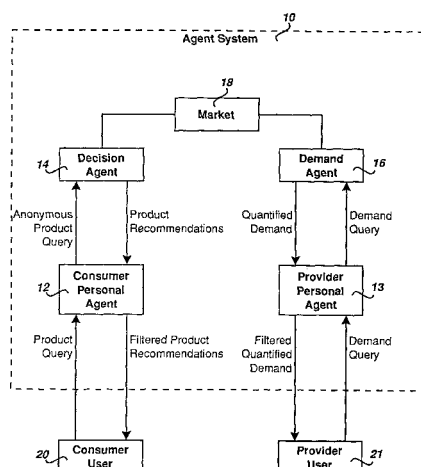 10
Agent System
18
Market
14
Decision
Agent
Demand
Agent
16
Anonymous
Product
Query
Product
Recommendations
Quantified
Demand
Demand
Query
12
Consumer
Personal
Agent
Provider
Personal
Agent
13
Product
Query
Filtered Product
Recommendations
Filtered
Quantified
Demand
Demand
Query
20
Consumer
User
Provider
User
21